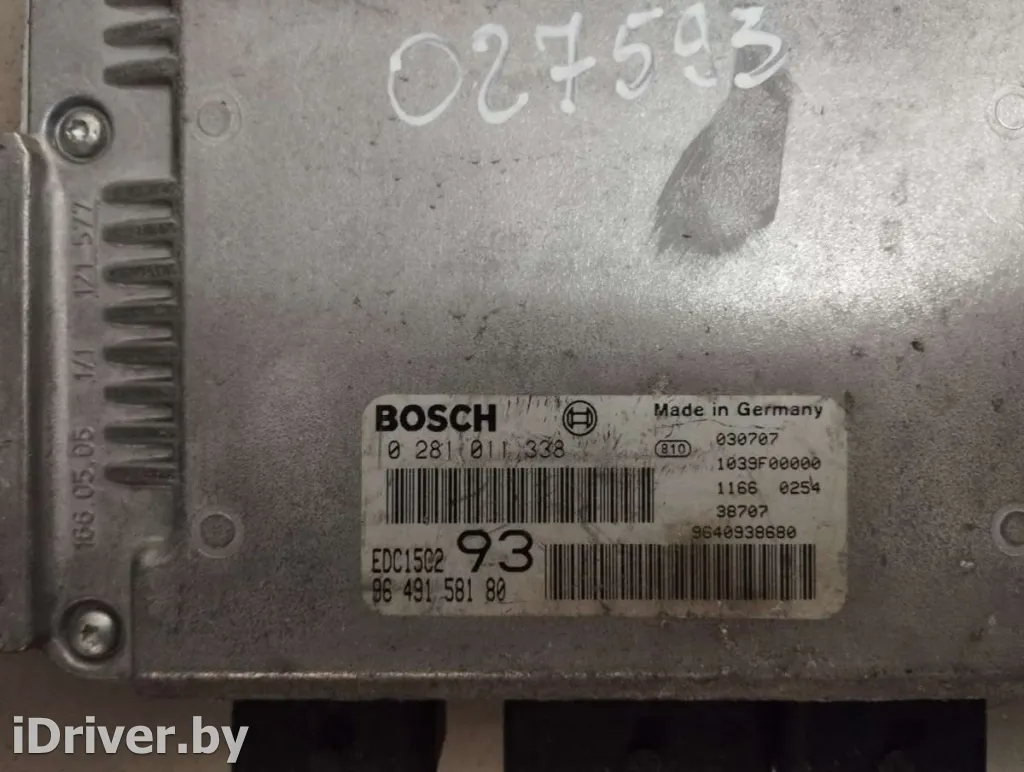 027593
166 05.05 1/1 121 577
BOSCH
Made in Germany
0 281 011 338
810
030707
1039F00000
1166 0254
38707
9640938680
EDC15C2 93
96 491 581 80
iDriver.by